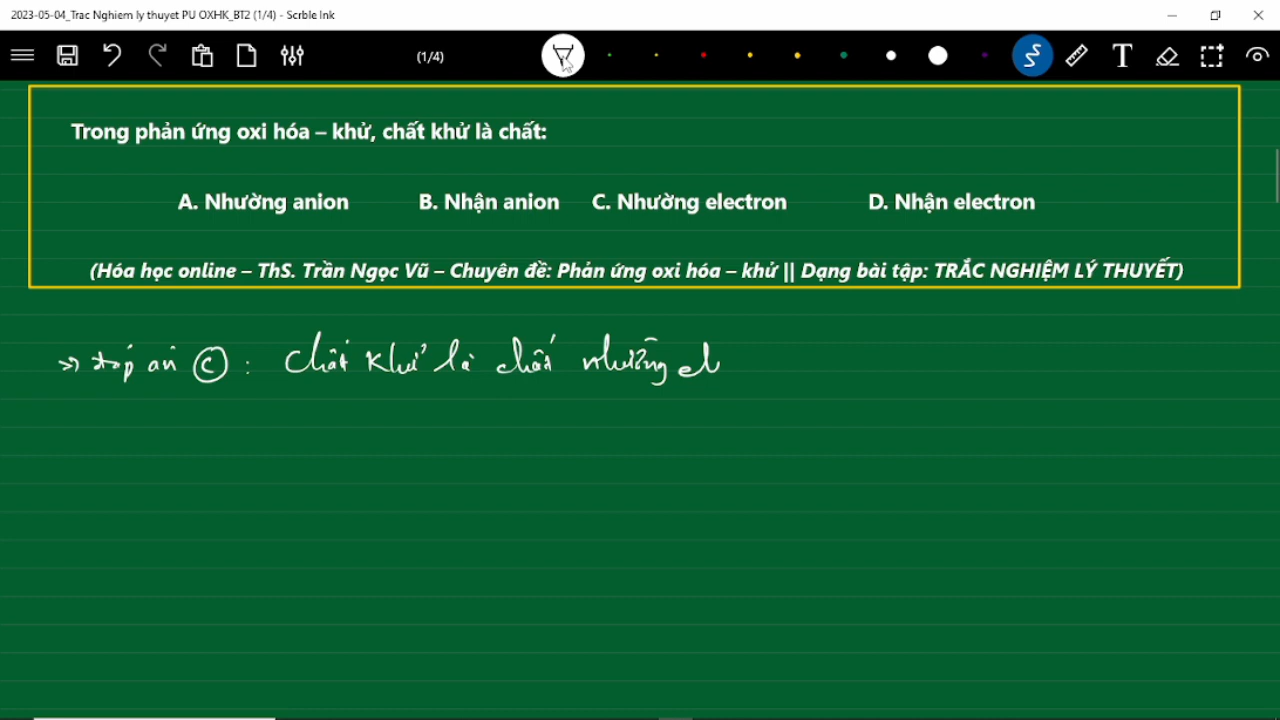 2023-05-04_Trac Nghiem ly thuyet PU OXHK_BT2 (1/4) - Scrble Ink
(1/4)
T
Trong phản ứng oxi hóa – khử, chất khử là chất:
A. Nhường anion B. Nhận anion C. Nhường electron D. Nhận electron
(Hóa học online – ThS. Trần Ngọc Vũ – Chuyên đề: Phản ứng oxi hóa – khử || Dạng bài tập: TRẮC NGHIỆM LÝ THUYẾT)
→ đáp án C : Chất khử là chất nhường el